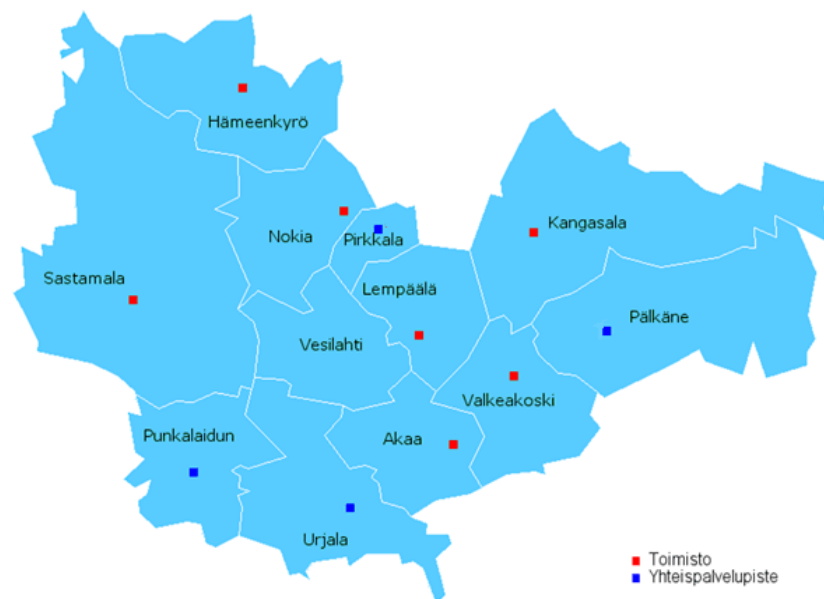 Hämeenkyrö
Kangasala
Nokia
Pirkkala
Sastamala
Lempäälä
Pälkäne
Vesilahti
Valkeakoski
Punkalaidun
Akaa
Urjala
Toimisto
Yhteispalvelupiste